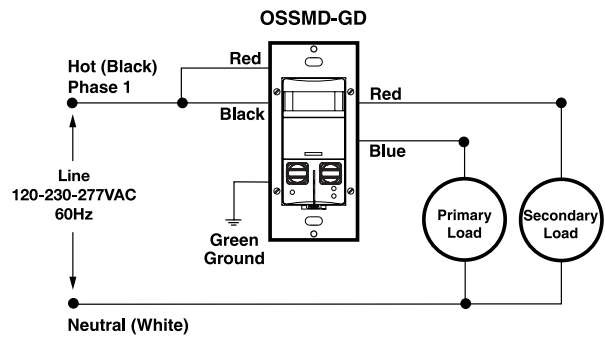 OSSMD-GD
Red
Hot (Black)
Phase 1
Black
Red
Blue
Line
120-230-277VAC
60Hz
Green
Ground
Primary
Load
Secondary
Load
Neutral (White)